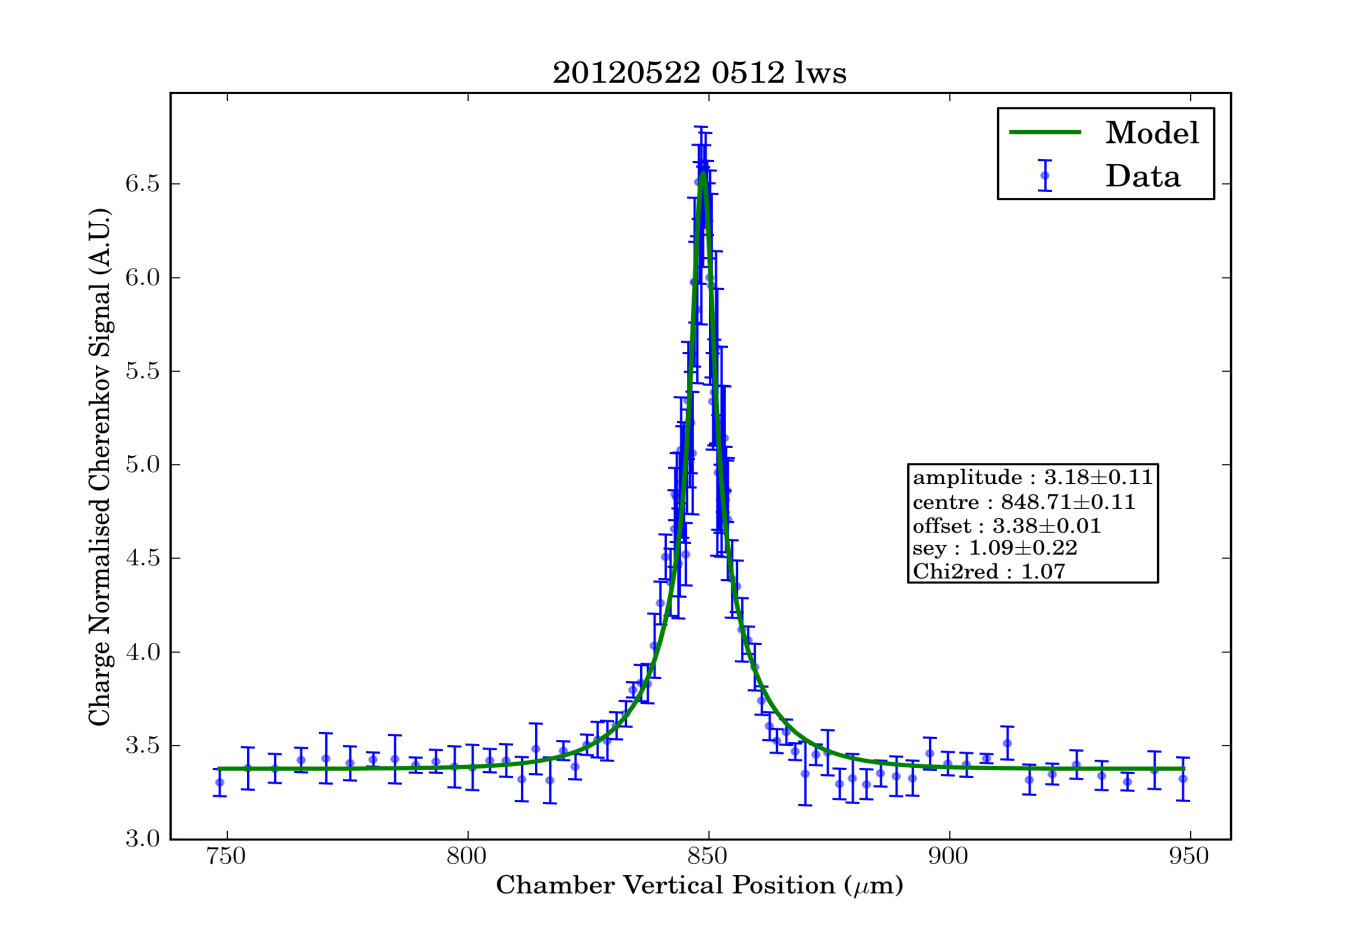 20120522 0512 lws
Model
Data
6.5
6.0
5.5
5.0
4.5
4.0
3.5
3.0
Charge Normalised Cherenkov Signal (A.U.)
amplitude : 3.18±0.11
centre : 848.71±0.11
offset : 3.38±0.01
sey : 1.09±0.22
Chi2red : 1.07
750 800 850 900 950
Chamber Vertical Position (μm)